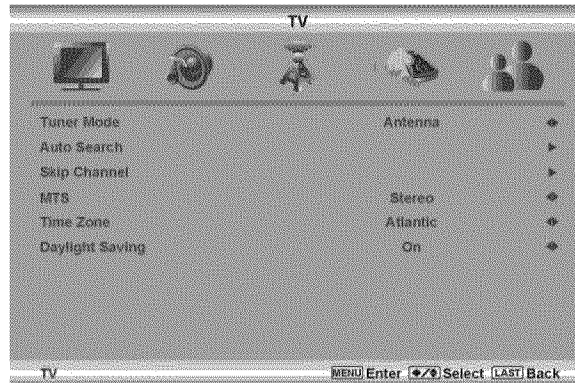 TV
Tuner Mode Antenna
Auto Search
Skip Channel
MTS Stereo
Time Zone Atlantic
Daylight Saving On
TV MENU Enter Select LAST Back